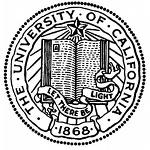 THE · UNIVERSITY · OF · CALIFORNIA ·
LET THERE BE
LIGHT
· 1868 ·